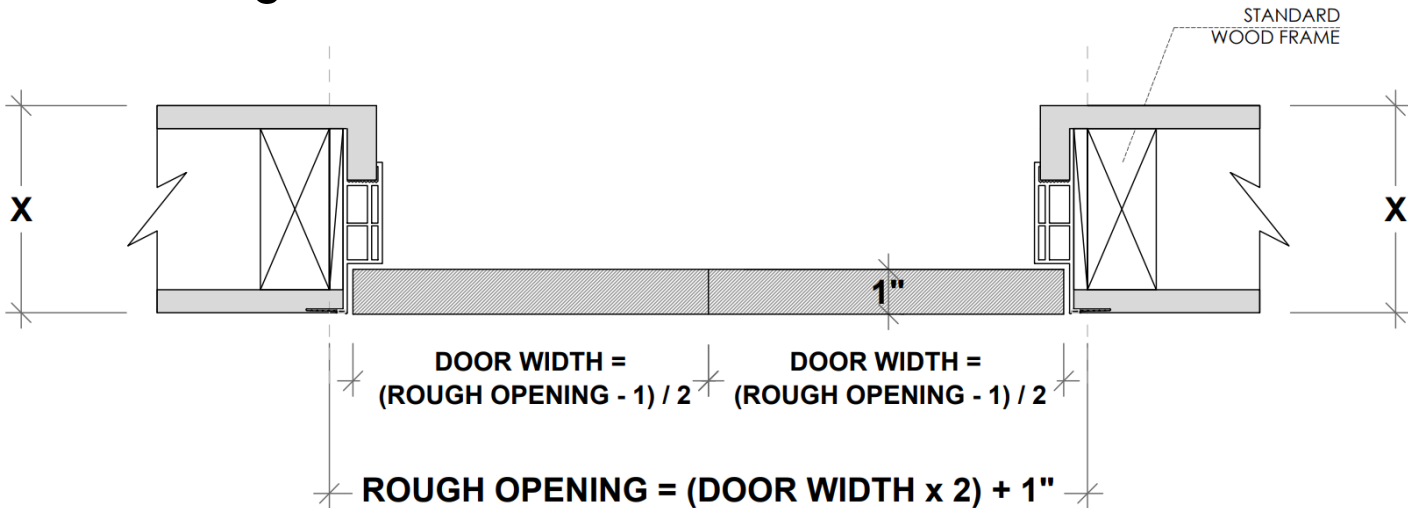 STANDARD
WOOD FRAME
X
X
1"
DOOR WIDTH =
(ROUGH OPENING - 1) / 2
DOOR WIDTH =
(ROUGH OPENING - 1) / 2
ROUGH OPENING = (DOOR WIDTH x 2) + 1"